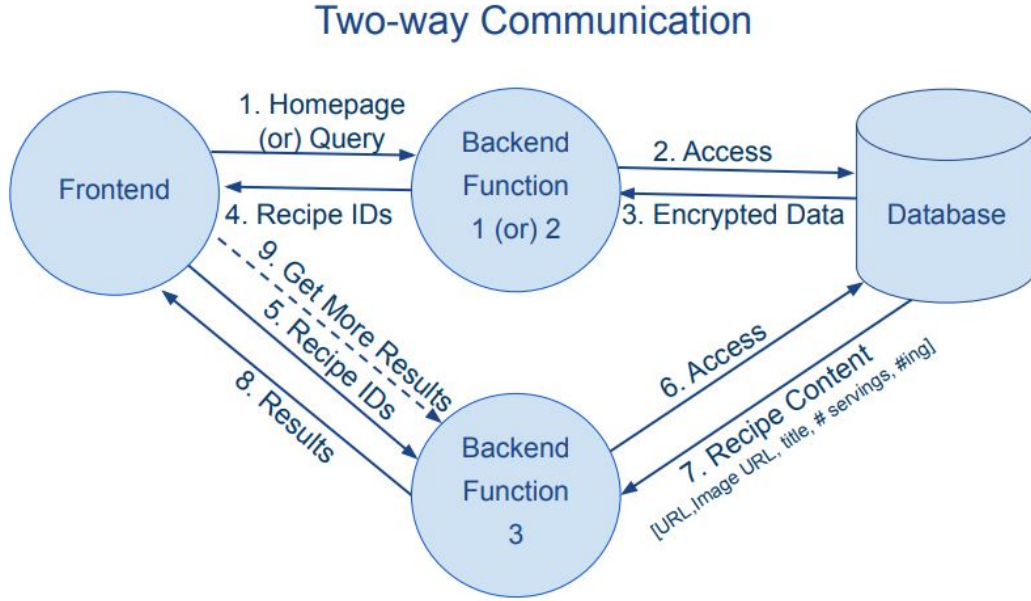 Two-way Communication
1. Homepage
(or) Query
Backend
Function
1 (or) 2
2. Access
Frontend
4. Recipe IDs
3. Encrypted Data
Database
9. Get More Results
5. Recipe IDs
8. Results
6. Access
7. Recipe Content
[URL,Image URL, title, # servings, #ing]
Backend
Function
3